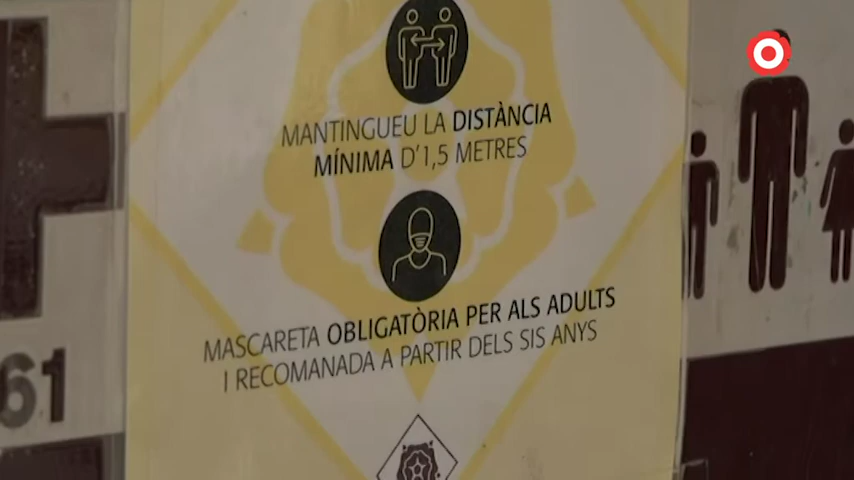 MANTINGUEU LA DISTÀNCIA
MÍNIMA D'1,5 METRES
MASCARETA OBLIGATÒRIA PER ALS ADULTS
I RECOMANADA A PARTIR DELS SIS ANYS
61